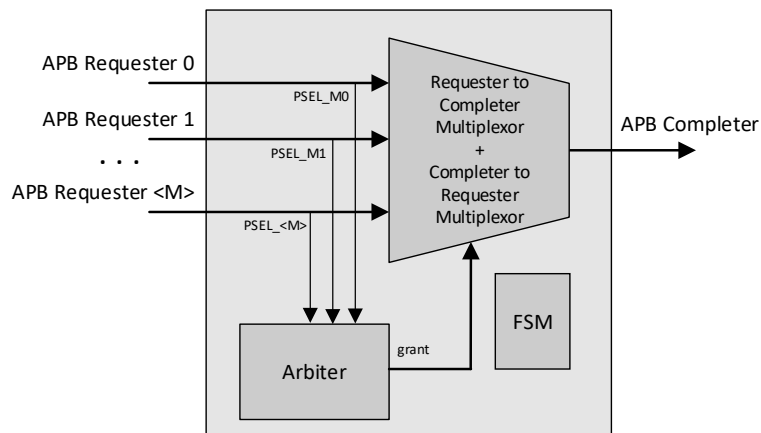 APB Requester 0
PSEL_M0
APB Requester 1
PSEL_M1
. . .
APB Requester <M>
PSEL_<M>
Requester to
Completer
Multiplexor
+
Completer to
Requester
Multiplexor
APB Completer
FSM
grant
Arbiter